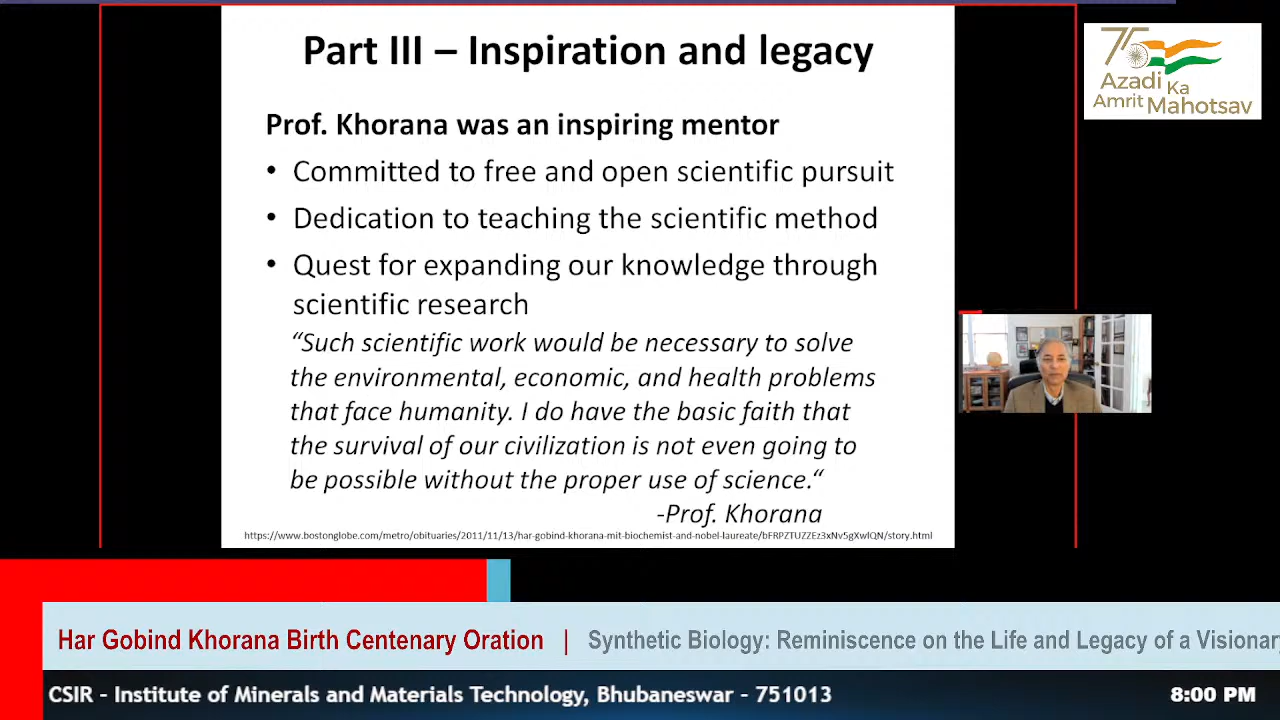 Part III – Inspiration and legacy
75
Azadi
Ka
Amrit Mahotsav
Prof. Khorana was an inspiring mentor
• Committed to free and open scientific pursuit
• Dedication to teaching the scientific method
• Quest for expanding our knowledge through
scientific research
“Such scientific work would be necessary to solve
the environmental, economic, and health problems
that face humanity. I do have the basic faith that
the survival of our civilization is not even going to
be possible without the proper use of science.“
-Prof. Khorana
https://www.bostonglobe.com/metro/obituaries/2011/11/13/har-gobind-khorana-mit-biochemist-and-nobel-laureate/bFRPZTUZZEz3xNv5gXwlQN/story.html
Har Gobind Khorana Birth Centenary Oration | Synthetic Biology: Reminiscence on the Life and Legacy of a Visionar
CSIR - Institute of Minerals and Materials Technology, Bhubaneswar - 751013 8:00 PM